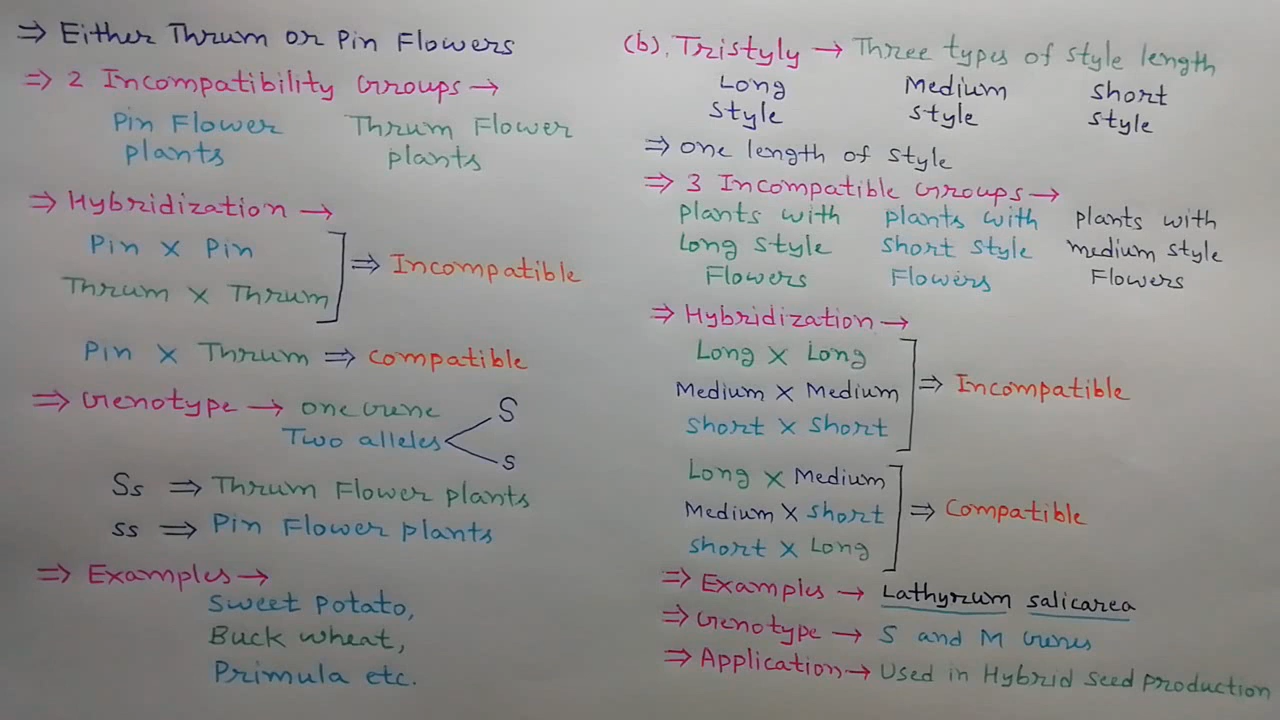 ⇒ Either Thrum or Pin Flowers
⇒ 2 Incompatibility Groups →
Pin Flower plants
Thrum Flower plants
⇒ Hybridization →
Pin × Pin
Thrum × Thrum
⇒ Incompatible
Pin × Thrum ⇒ Compatible
⇒ Genotype → One Gene
Two alleles
S
s
Ss ⇒ Thrum Flower plants
ss ⇒ Pin Flower plants
⇒ Examples →
Sweet Potato,
Buck wheat,
Primula etc.
(b). Tristyly → Three types of style length
Long Style
Medium Style
Short Style
⇒ One length of style
⇒ 3 Incompatible Groups →
plants with Long Style Flowers
plants with Short Style Flowers
plants with medium style Flowers
⇒ Hybridization →
Long × Long
Medium × Medium
Short × Short
⇒ Incompatible
Long × Medium
Medium × Short
Short × Long
⇒ Compatible
⇒ Examples → Lathyrum salicarea
⇒ Genotype → S and M Genes
⇒ Application → Used in Hybrid Seed Production